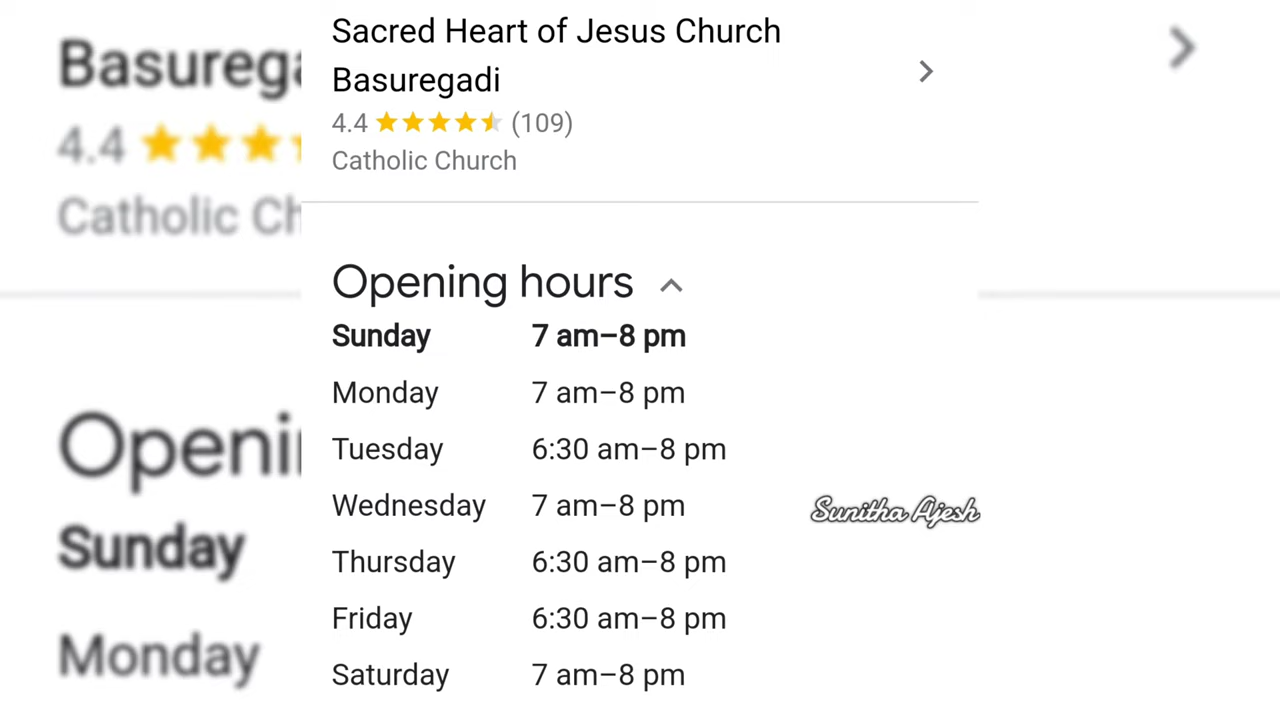 Sacred Heart of Jesus Church
Basuregadi
4.4 (109)
Catholic Church
Opening hours
Sunday 7 am–8 pm
Monday 7 am–8 pm
Tuesday 6:30 am–8 pm
Wednesday 7 am–8 pm
Thursday 6:30 am–8 pm
Friday 6:30 am–8 pm
Saturday 7 am–8 pm
Sunitha Ajesh